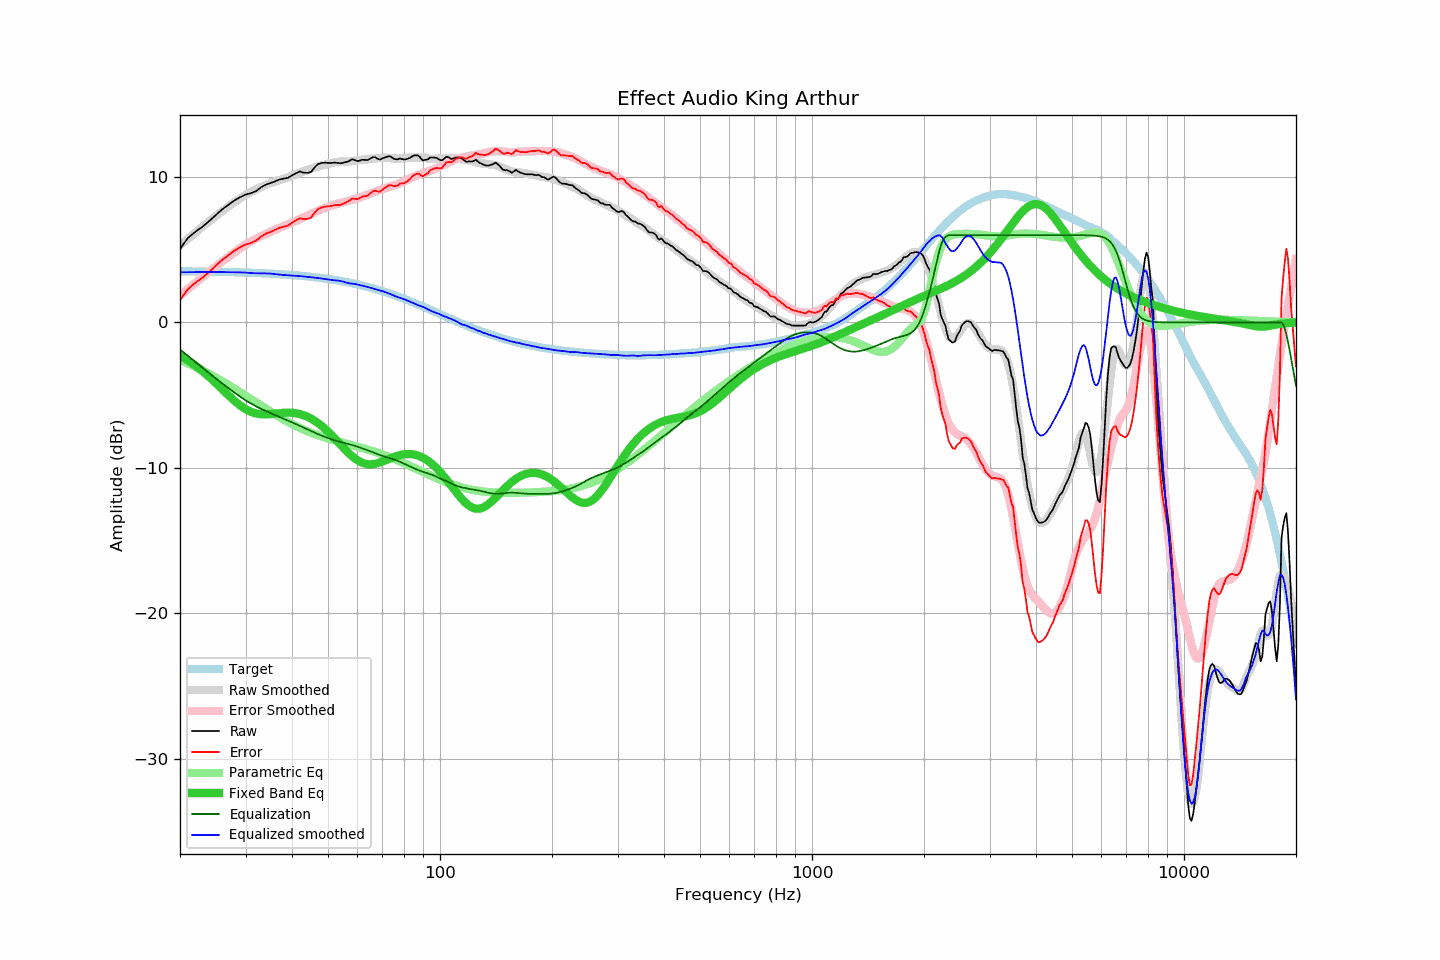 Effect Audio King Arthur
10
0
−10
−20
−30
Amplitude (dBr)
Target
Raw Smoothed
Error Smoothed
Raw
Error
Parametric Eq
Fixed Band Eq
Equalization
Equalized smoothed
100
1000
10000
Frequency (Hz)